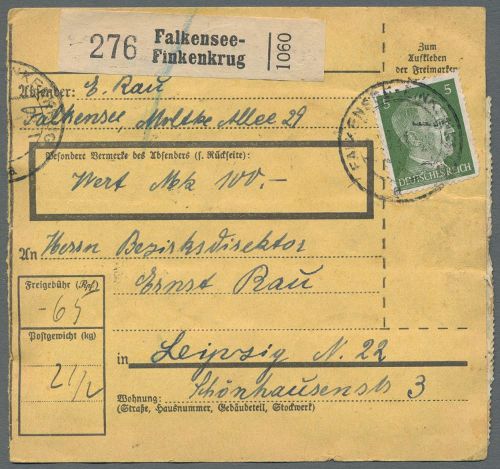 276 Falkensee-
Finkenkrug
1060
Zum
Aufkleben
der Freimarken
Absender: E. Rau
Falkensee, Moltke Allee 29
5 5
DEUTSCHES REICH
Besondere Vermerke des Absenders (s. Rückseite):
Wert Mk 100,-
An Herrn Bezirksdirektor
Ernst Rau
Freigebühr (Rpf)
-65
Postgewicht (kg)
2 1/2
in Leipzig N. 22
Schönhausenstr 3
Wohnung:
(Straße, Hausnummer, Gebäudeteil, Stockwerk)